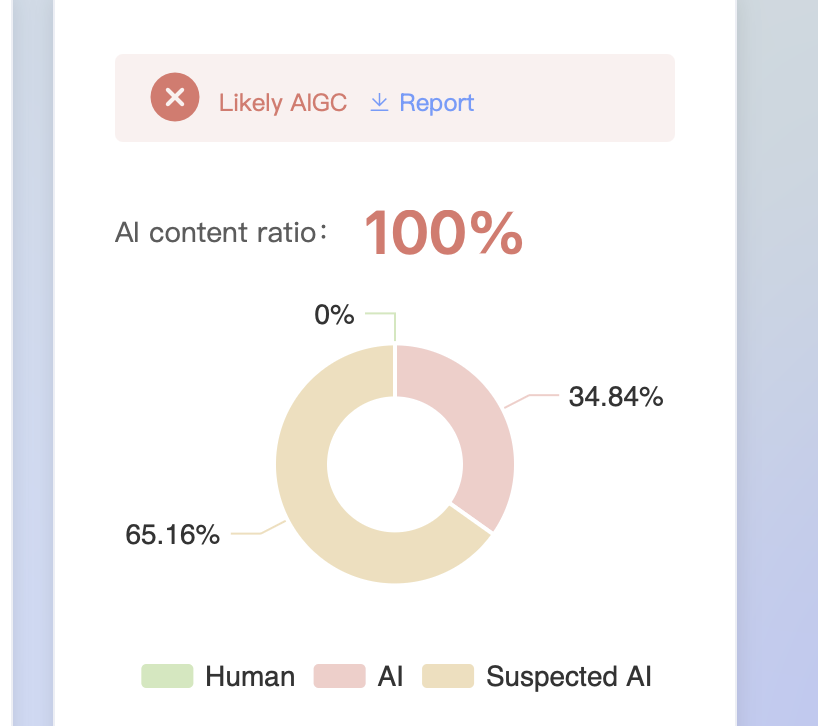 Likely AIGC Report
AI content ratio：100%
0%
34.84%
65.16%
Human AI Suspected AI